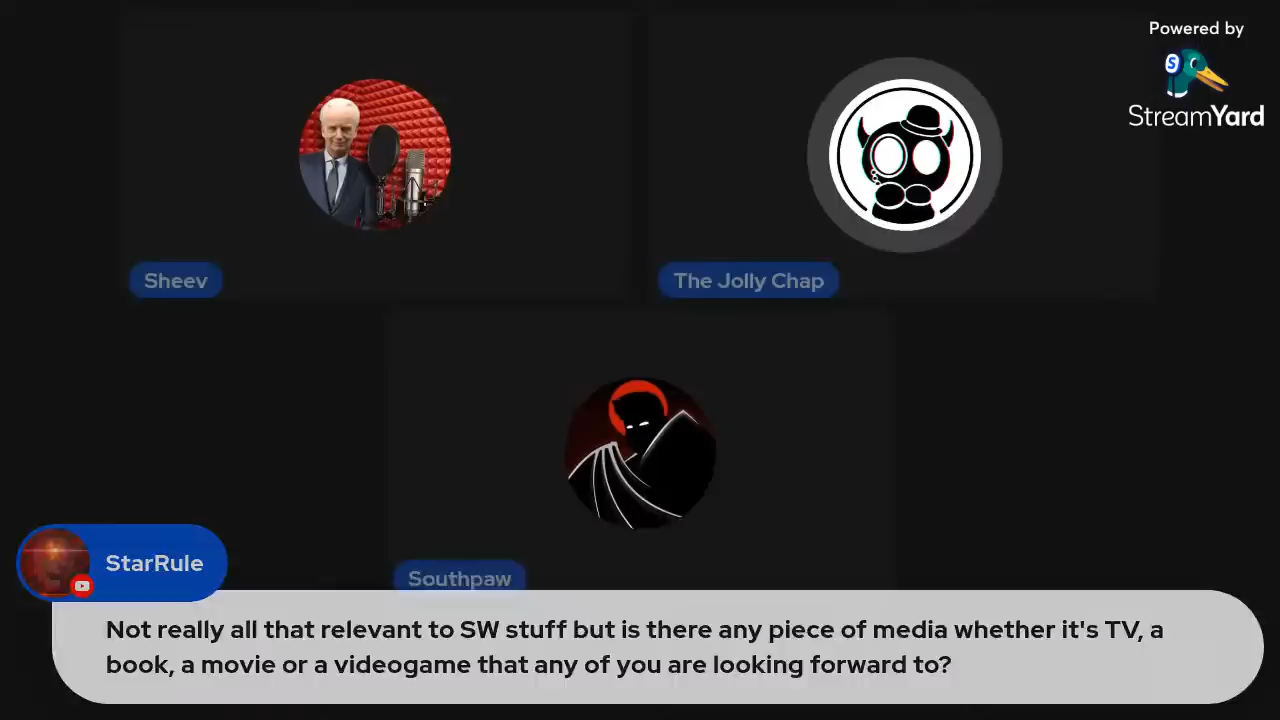 Powered by
StreamYard
Sheev
The Jolly Chap
Southpaw
StarRule
Not really all that relevant to SW stuff but is there any piece of media whether it's TV, a
book, a movie or a videogame that any of you are looking forward to?